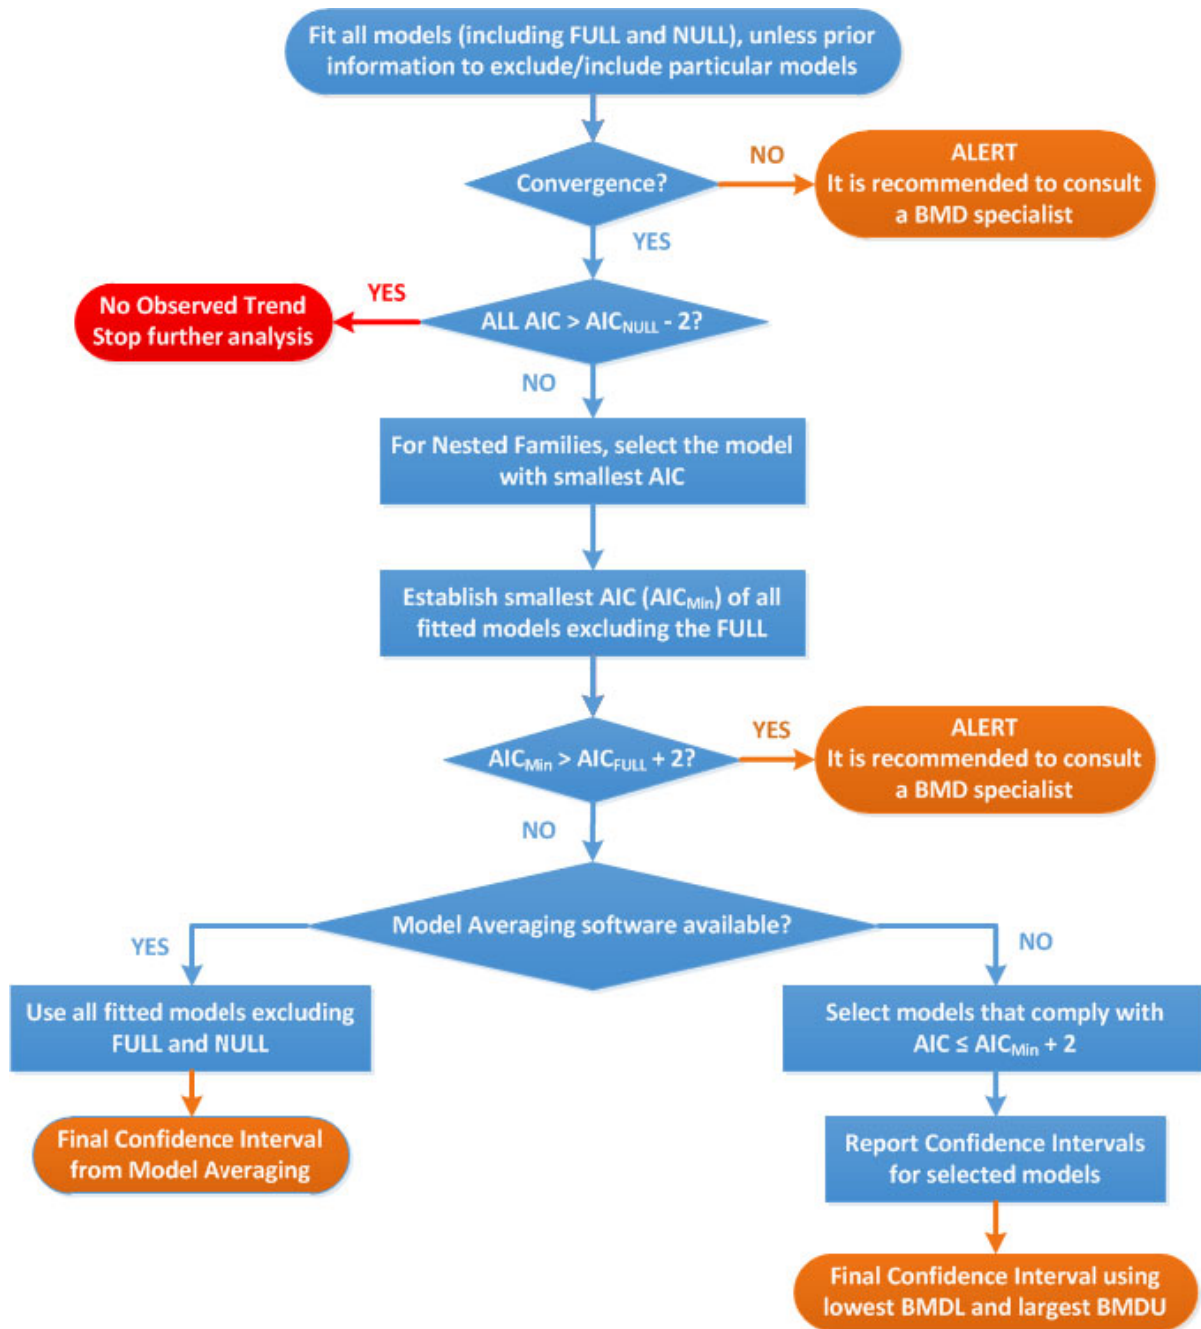 Fit all models (including FULL and NULL), unless prior
information to exclude/include particular models
Convergence?
NO
ALERT
It is recommended to consult
a BMD specialist
YES
ALL AIC > AICNULL - 2?
YES
No Observed Trend
Stop further analysis
NO
For Nested Families, select the model
with smallest AIC
Establish smallest AIC (AICMin) of all
fitted models excluding the FULL
AICMin > AICFULL + 2?
YES
ALERT
It is recommended to consult
a BMD specialist
NO
Model Averaging software available?
YES
NO
Use all fitted models excluding
FULL and NULL
Final Confidence Interval
from Model Averaging
Select models that comply with
AIC ≤ AICMin + 2
Report Confidence Intervals
for selected models
Final Confidence Interval using
lowest BMDL and largest BMDU